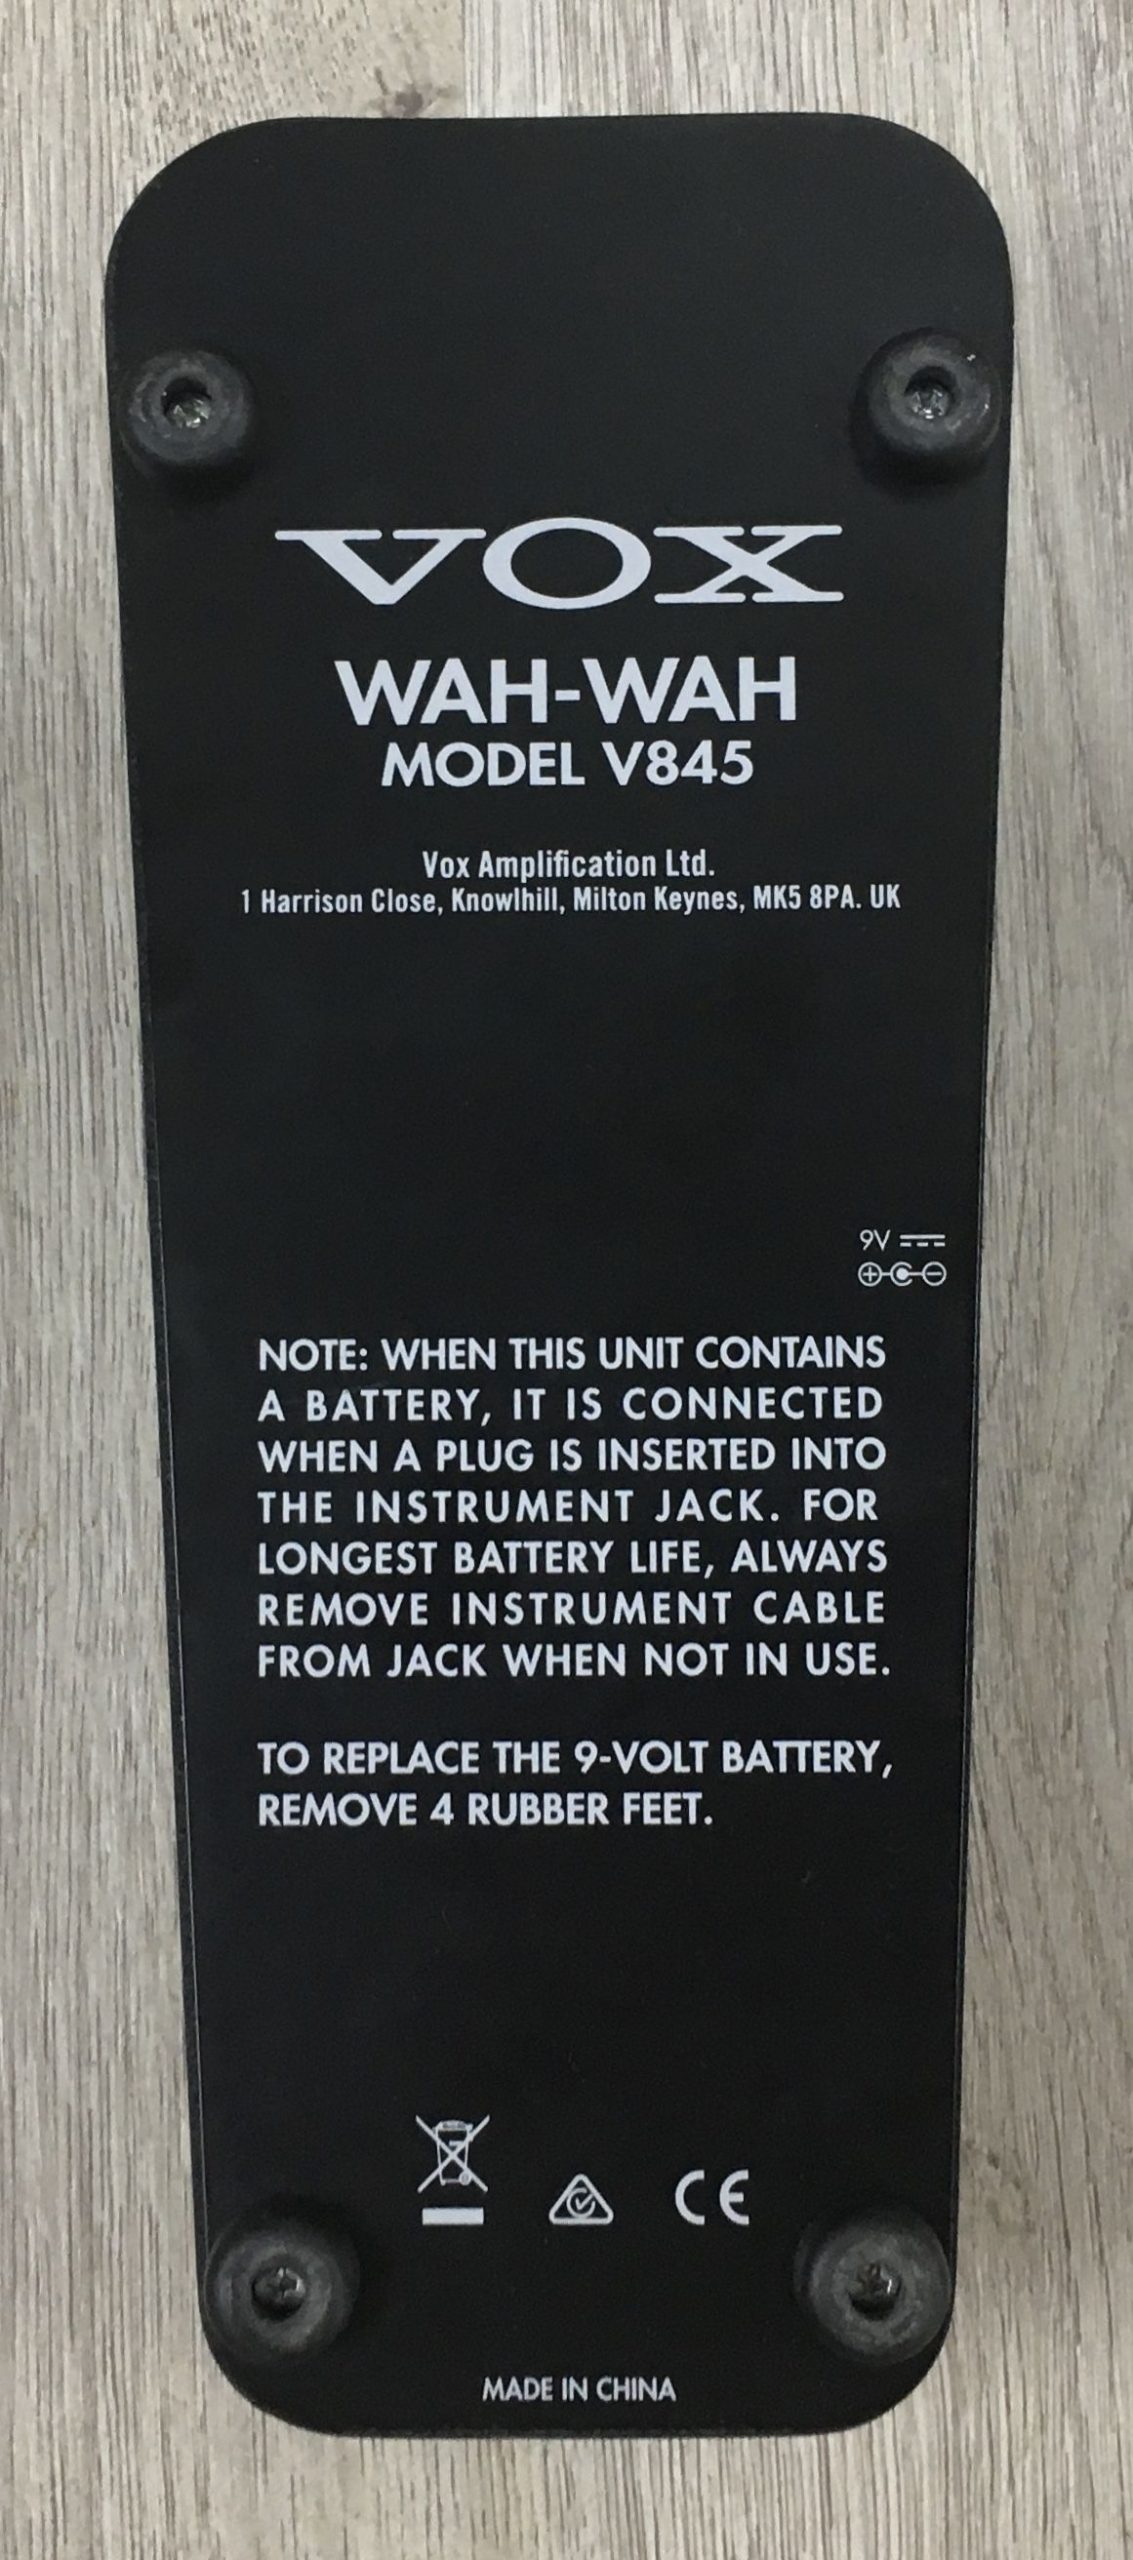 VOX
WAH-WAH
MODEL V845
Vox Amplification Ltd.
1 Harrison Close, Knowlhill, Milton Keynes, MK5 8PA. UK
9V
NOTE: WHEN THIS UNIT CONTAINS
A BATTERY, IT IS CONNECTED
WHEN A PLUG IS INSERTED INTO
THE INSTRUMENT JACK. FOR
LONGEST BATTERY LIFE, ALWAYS
REMOVE INSTRUMENT CABLE
FROM JACK WHEN NOT IN USE.
TO REPLACE THE 9-VOLT BATTERY,
REMOVE 4 RUBBER FEET.
CE
MADE IN CHINA